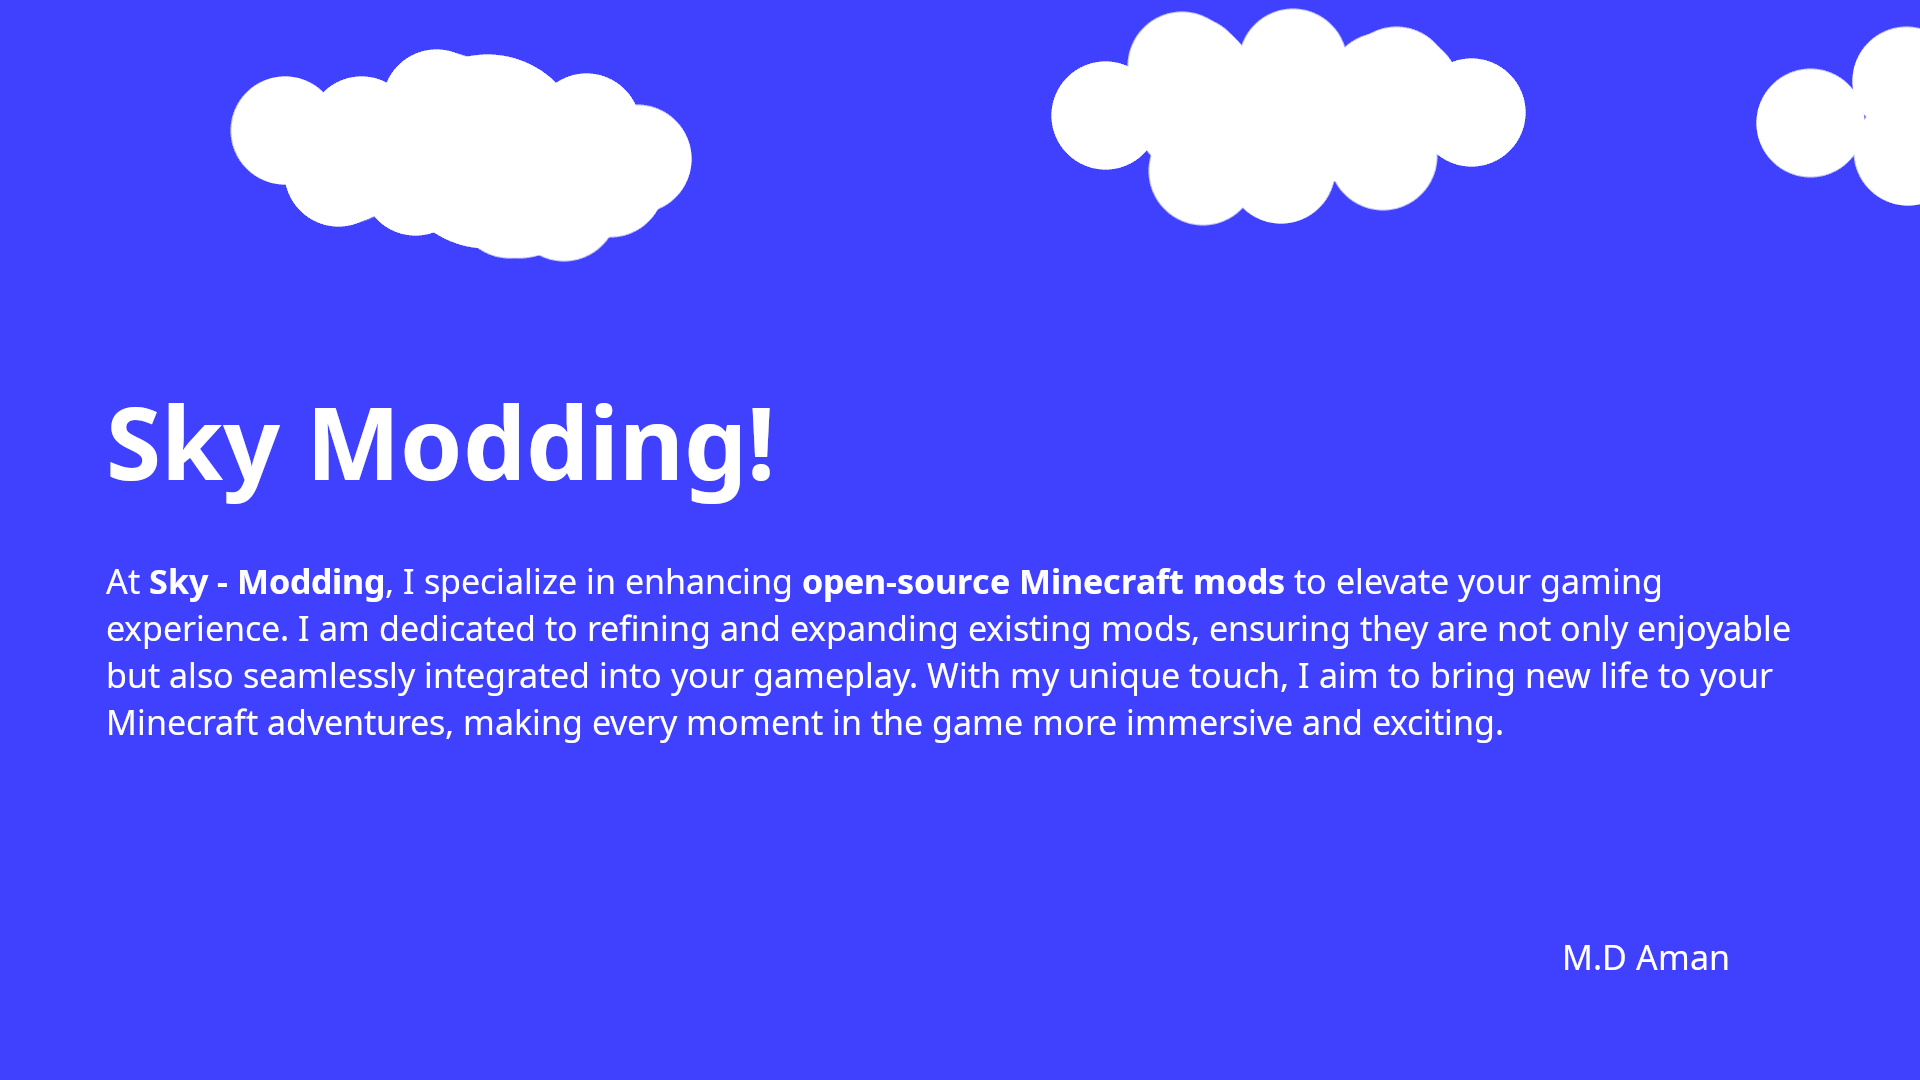 Sky Modding!
At Sky - Modding, I specialize in enhancing open-source Minecraft mods to elevate your gaming
experience. I am dedicated to refining and expanding existing mods, ensuring they are not only enjoyable
but also seamlessly integrated into your gameplay. With my unique touch, I aim to bring new life to your
Minecraft adventures, making every moment in the game more immersive and exciting.
M.D Aman